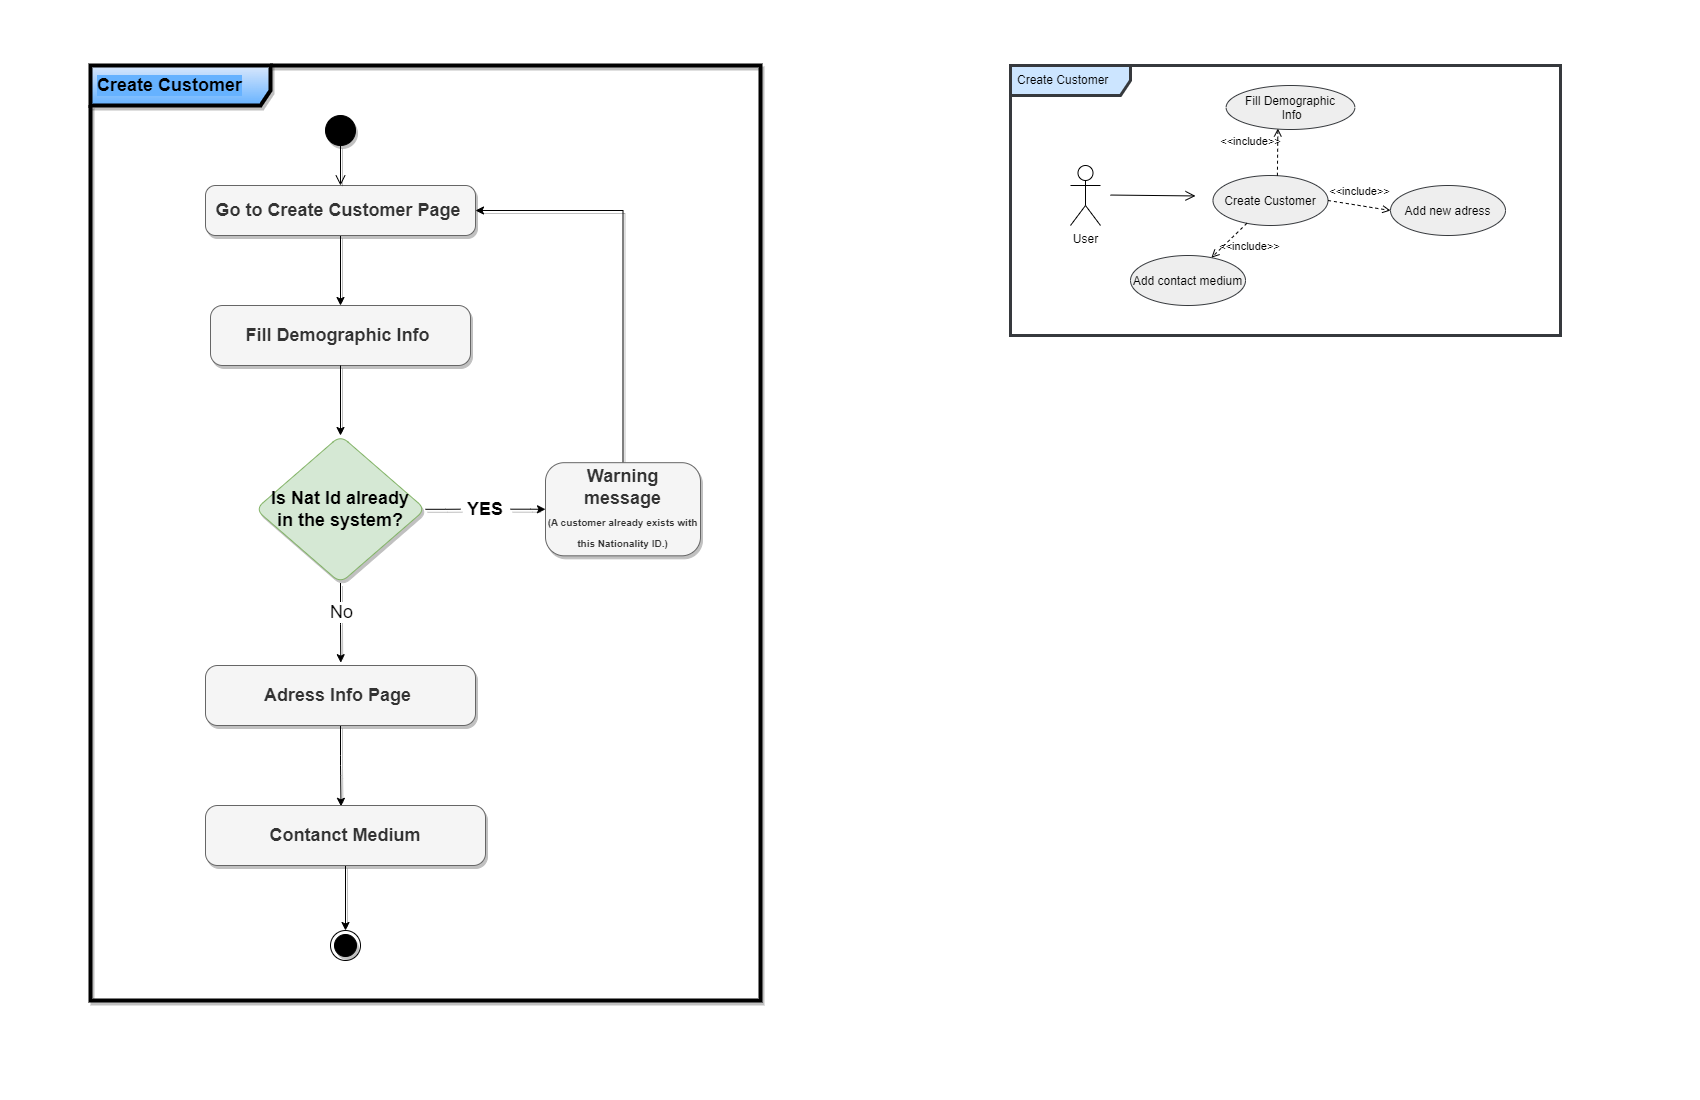 Create Customer
Go to Create Customer Page
Fill Demographic Info
Is Nat Id already
in the system?
YES
Warning
message
(A customer already exists with
this Nationality ID.)
No
Adress Info Page
Contanct Medium
Create Customer
Fill Demographic
Info
<<include>>
User
Create Customer
<<include>>
Add new adress
<<include>>
Add contact medium